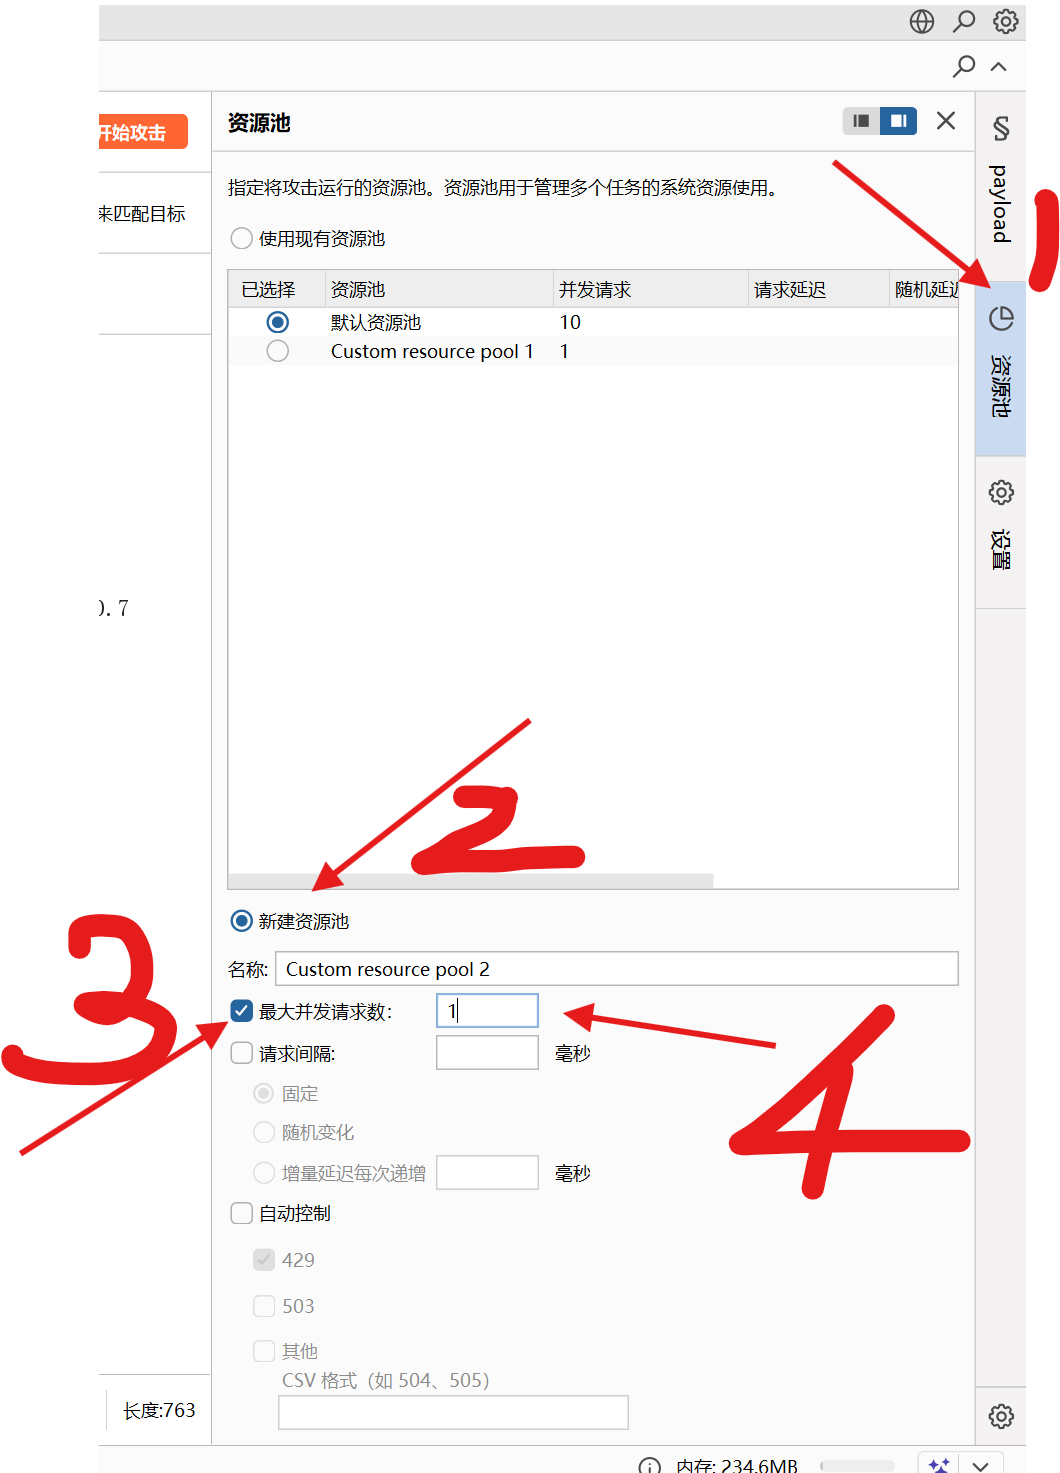 开始攻击
资源池
payload
1
指定将攻击运行的资源池。资源池用于管理多个任务的系统资源使用。
来匹配目标
使用现有资源池
已选择 资源池 并发请求 请求延迟 随机延迟
默认资源池 10
Custom resource pool 1 1
资源池
设置
0.7
2
新建资源池
3
名称: Custom resource pool 2
最大并发请求数: 1
请求间隔: 毫秒
4
固定
随机变化
增量延迟每次递增 毫秒
自动控制
429
503
其他
CSV 格式（如 504、505）
长度:763
内存: 234.6MB